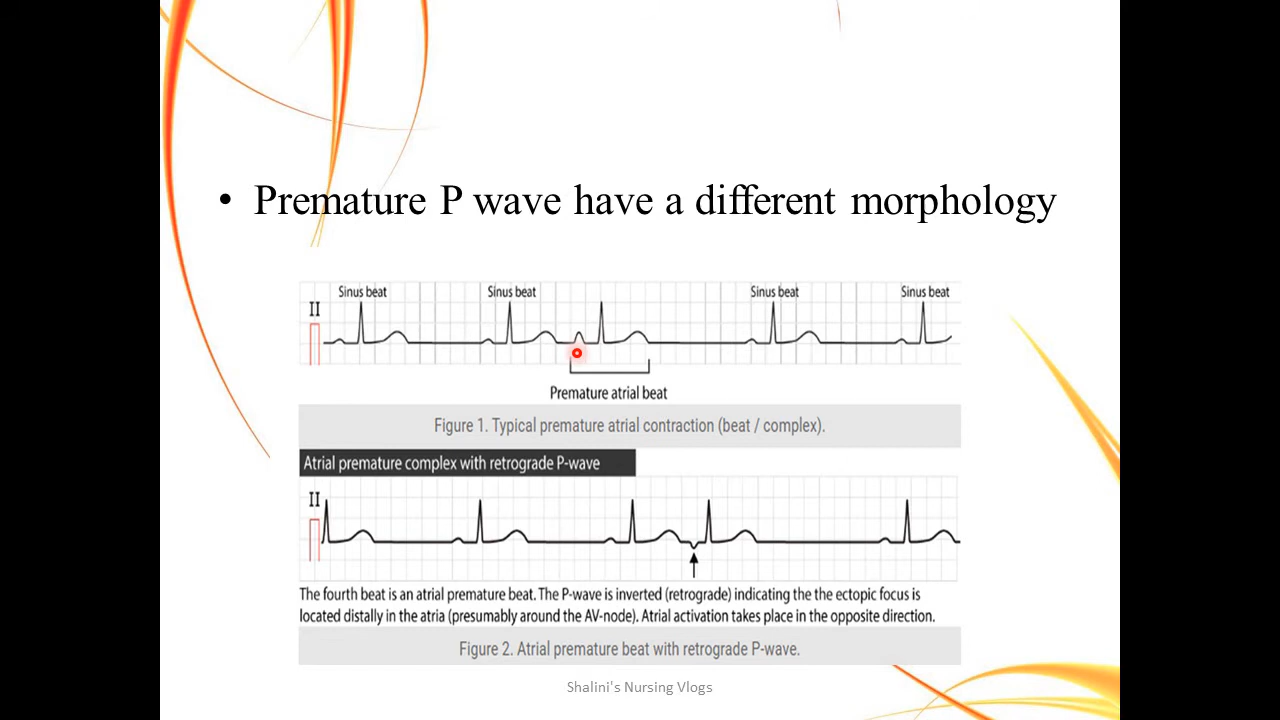 • Premature P wave have a different morphology
Sinus beat Sinus beat Sinus beat Sinus beat
II
Premature atrial beat
Figure 1. Typical premature atrial contraction (beat / complex).
Atrial premature complex with retrograde P-wave
II
The fourth beat is an atrial premature beat. The P-wave is inverted (retrograde) indicating the the ectopic focus is
located distally in the atria (presumably around the AV-node). Atrial activation takes place in the opposite direction.
Figure 2. Atrial premature beat with retrograde P-wave.
Shalini's Nursing Vlogs